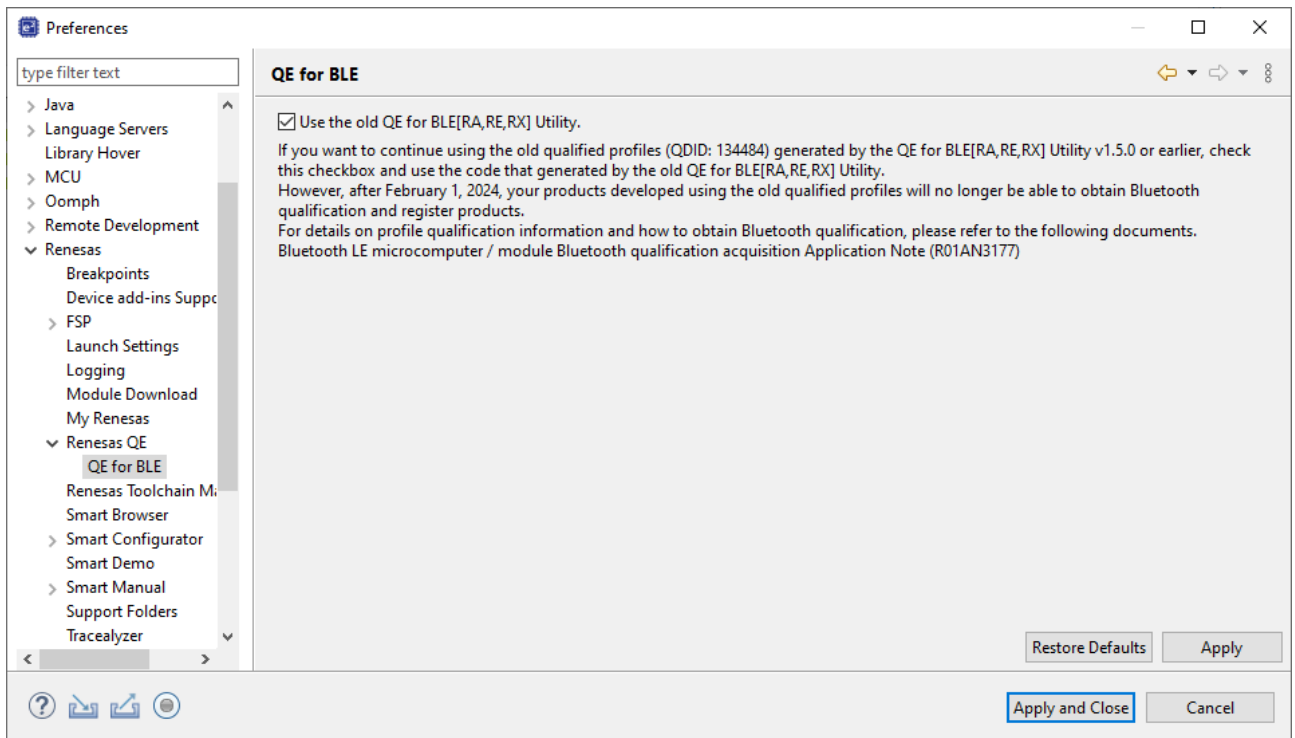 Preferences
type filter text
Java
Language Servers
Library Hover
MCU
Oomph
Remote Development
Renesas
Breakpoints
Device add-ins Suppo
FSP
Launch Settings
Logging
Module Download
My Renesas
Renesas QE
QE for BLE
Renesas Toolchain Ma
Smart Browser
Smart Configurator
Smart Demo
Smart Manual
Support Folders
Tracealyzer
QE for BLE
Use the old QE for BLE[RA,RE,RX] Utility.
If you want to continue using the old qualified profiles (QDID: 134484) generated by the QE for BLE[RA,RE,RX] Utility v1.5.0 or earlier, check
this checkbox and use the code that generated by the old QE for BLE[RA,RE,RX] Utility.
However, after February 1, 2024, your products developed using the old qualified profiles will no longer be able to obtain Bluetooth
qualification and register products.
For details on profile qualification information and how to obtain Bluetooth qualification, please refer to the following documents.
Bluetooth LE microcomputer / module Bluetooth qualification acquisition Application Note (R01AN3177)
Restore Defaults
Apply
Apply and Close
Cancel